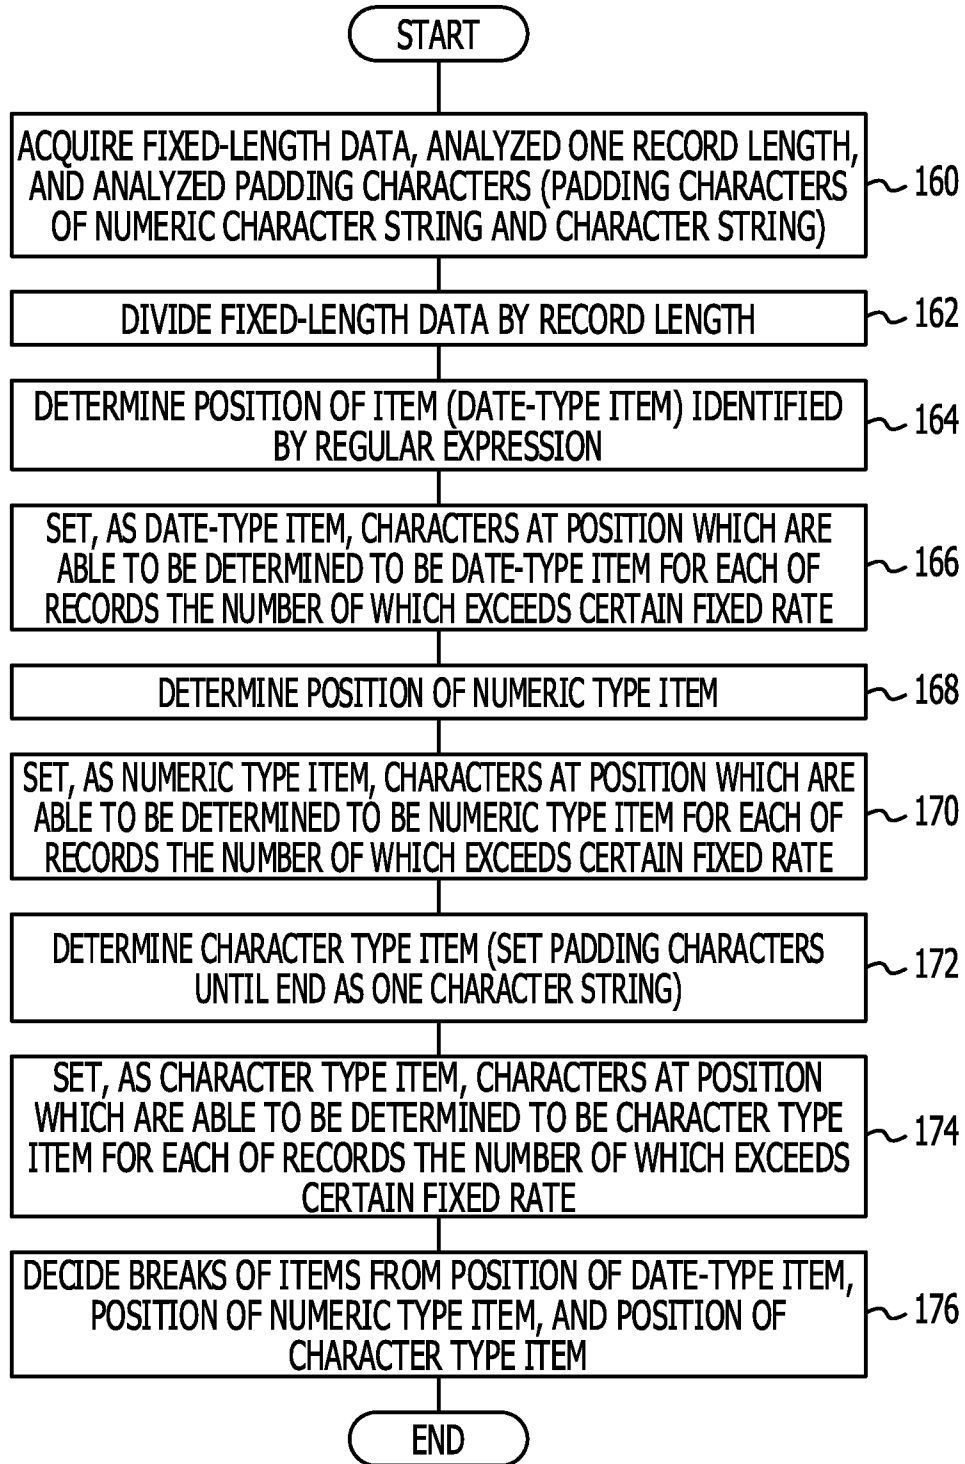 START
ACQUIRE FIXED-LENGTH DATA, ANALYZED ONE RECORD LENGTH,
AND ANALYZED PADDING CHARACTERS (PADDING CHARACTERS
OF NUMERIC CHARACTER STRING AND CHARACTER STRING)
160
DIVIDE FIXED-LENGTH DATA BY RECORD LENGTH
162
DETERMINE POSITION OF ITEM (DATE-TYPE ITEM) IDENTIFIED
BY REGULAR EXPRESSION
164
SET, AS DATE-TYPE ITEM, CHARACTERS AT POSITION WHICH ARE
ABLE TO BE DETERMINED TO BE DATE-TYPE ITEM FOR EACH OF
RECORDS THE NUMBER OF WHICH EXCEEDS CERTAIN FIXED RATE
166
DETERMINE POSITION OF NUMERIC TYPE ITEM
168
SET, AS NUMERIC TYPE ITEM, CHARACTERS AT POSITION WHICH ARE
ABLE TO BE DETERMINED TO BE NUMERIC TYPE ITEM FOR EACH OF
RECORDS THE NUMBER OF WHICH EXCEEDS CERTAIN FIXED RATE
170
DETERMINE CHARACTER TYPE ITEM (SET PADDING CHARACTERS
UNTIL END AS ONE CHARACTER STRING)
172
SET, AS CHARACTER TYPE ITEM, CHARACTERS AT POSITION
WHICH ARE ABLE TO BE DETERMINED TO BE CHARACTER TYPE
ITEM FOR EACH OF RECORDS THE NUMBER OF WHICH EXCEEDS
CERTAIN FIXED RATE
174
DECIDE BREAKS OF ITEMS FROM POSITION OF DATE-TYPE ITEM,
POSITION OF NUMERIC TYPE ITEM, AND POSITION OF
CHARACTER TYPE ITEM
176
END